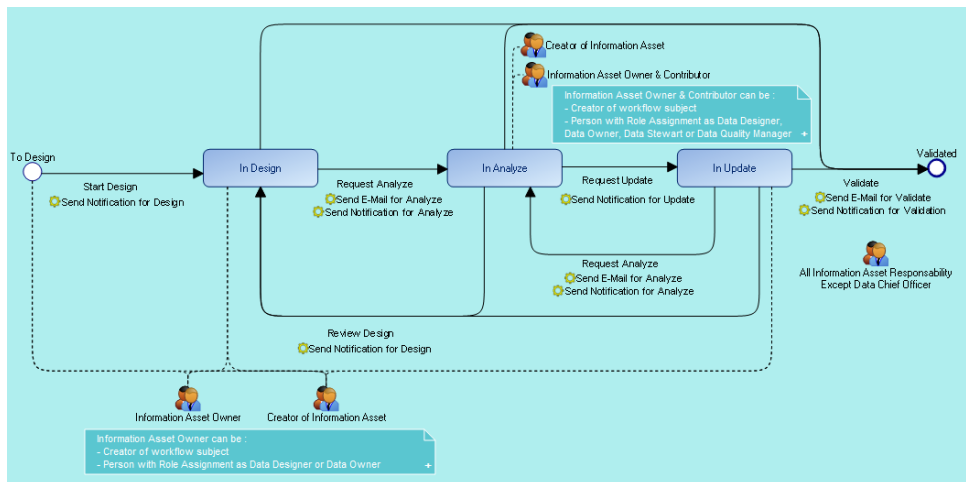 Creator of Information Asset
Information Asset Owner & Contributor
Information Asset Owner & Contributor can be :
- Creator of workflow subject
- Person with Role Assignment as Data Designer,
Data Owner, Data Stewart or Data Quality Manager
+
To Design
Validated
In Design
In Analyze
In Update
Start Design
Send Notification for Design
Request Analyze
Send E-Mail for Analyze
Send Notification for Analyze
Request Update
Send Notification for Update
Validate
Send E-Mail for Validate
Send Notification for Validation
Request Analyze
Send E-Mail for Analyze
Send Notification for Analyze
All Information Asset Responsability
Except Data Chief Officer
Review Design
Send Notification for Design
Information Asset Owner
Creator of Information Asset
Information Asset Owner can be :
- Creator of workflow subject
- Person with Role Assignment as Data Designer or Data Owner
+